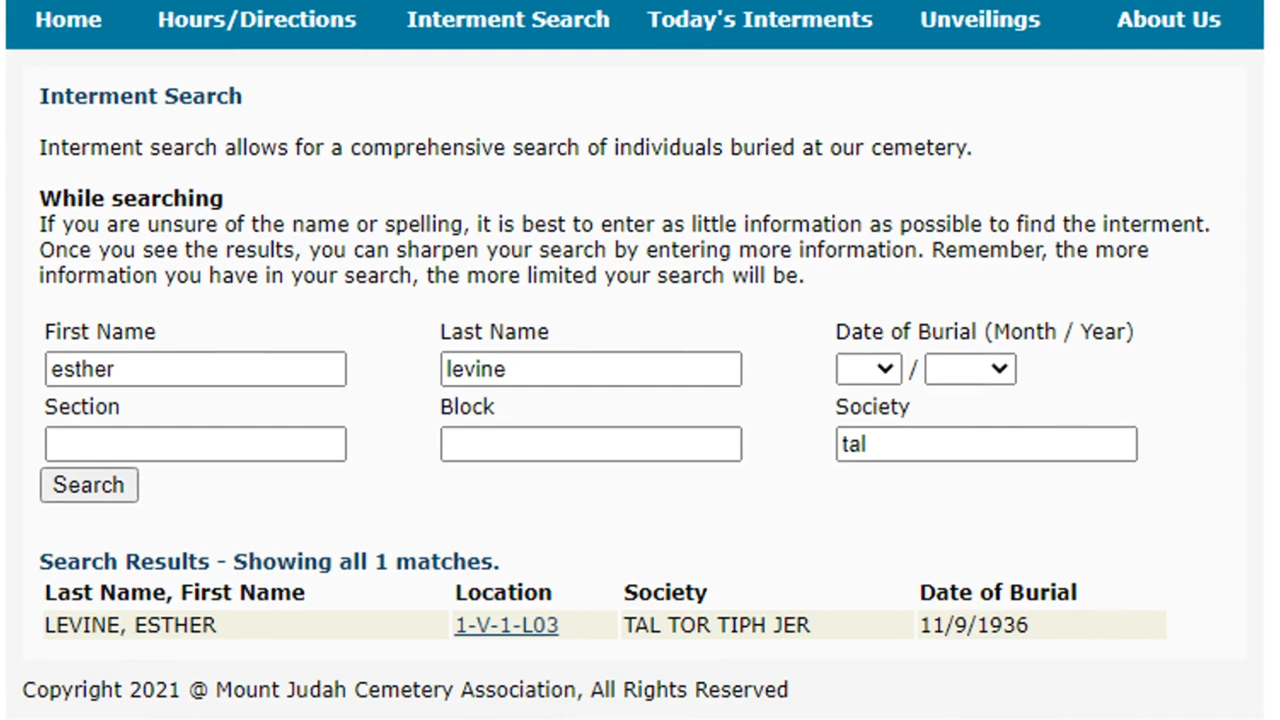 Home Hours/Directions Interment Search Today's Interments Unveilings About Us
Interment Search
Interment search allows for a comprehensive search of individuals buried at our cemetery.
While searching
If you are unsure of the name or spelling, it is best to enter as little information as possible to find the interment.
Once you see the results, you can sharpen your search by entering more information. Remember, the more
information you have in your search, the more limited your search will be.
First Name Last Name Date of Burial (Month / Year)
esther levine /
Section Block Society
tal
Search
Search Results - Showing all 1 matches.
Last Name, First Name Location Society Date of Burial
LEVINE, ESTHER 1-V-1-L03 TAL TOR TIPH JER 11/9/1936
Copyright 2021 @ Mount Judah Cemetery Association, All Rights Reserved